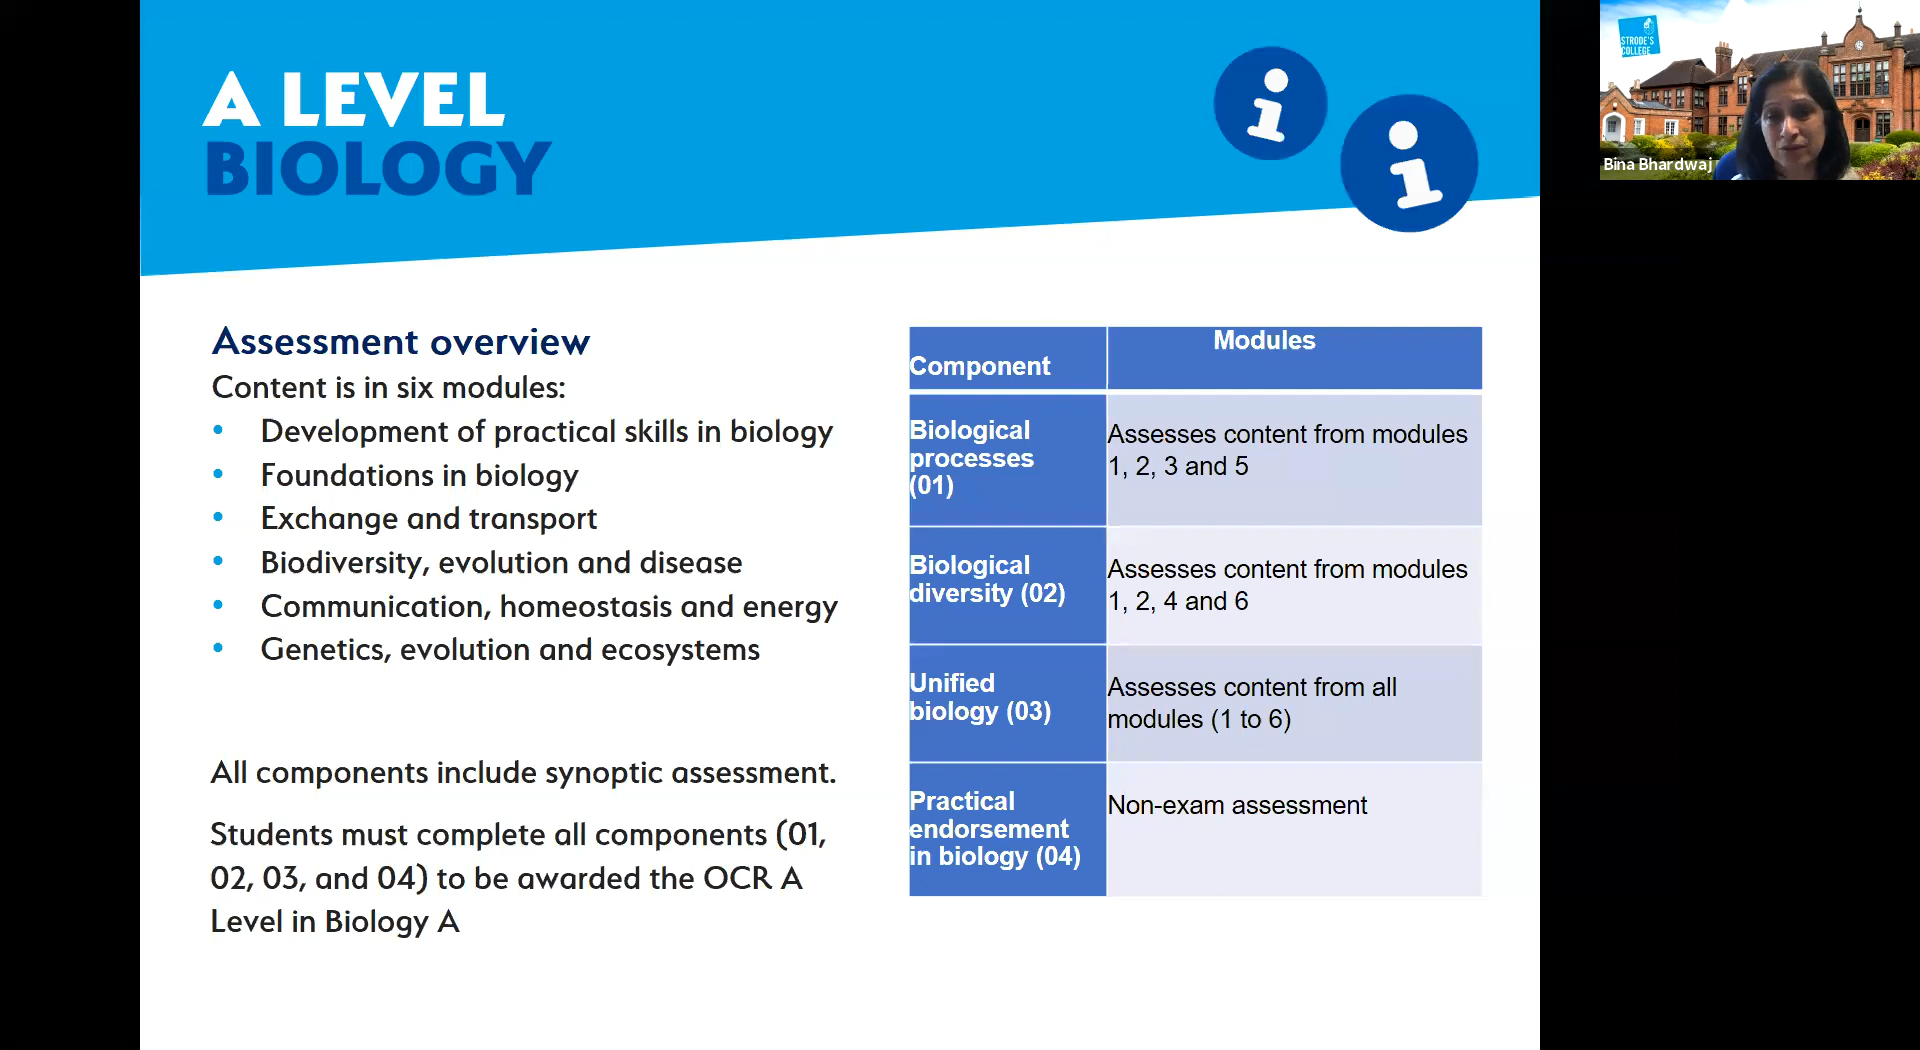 A LEVEL
BIOLOGY
STRODE'S
COLLEGE
Bina Bhardwaj
Assessment overview
Content is in six modules:
• Development of practical skills in biology
• Foundations in biology
• Exchange and transport
• Biodiversity, evolution and disease
• Communication, homeostasis and energy
• Genetics, evolution and ecosystems
All components include synoptic assessment.
Students must complete all components (01,
02, 03, and 04) to be awarded the OCR A
Level in Biology A
Component
Modules
Biological
processes
(01)
Assesses content from modules
1, 2, 3 and 5
Biological
diversity (02)
Assesses content from modules
1, 2, 4 and 6
Unified
biology (03)
Assesses content from all
modules (1 to 6)
Practical
endorsement
in biology (04)
Non-exam assessment